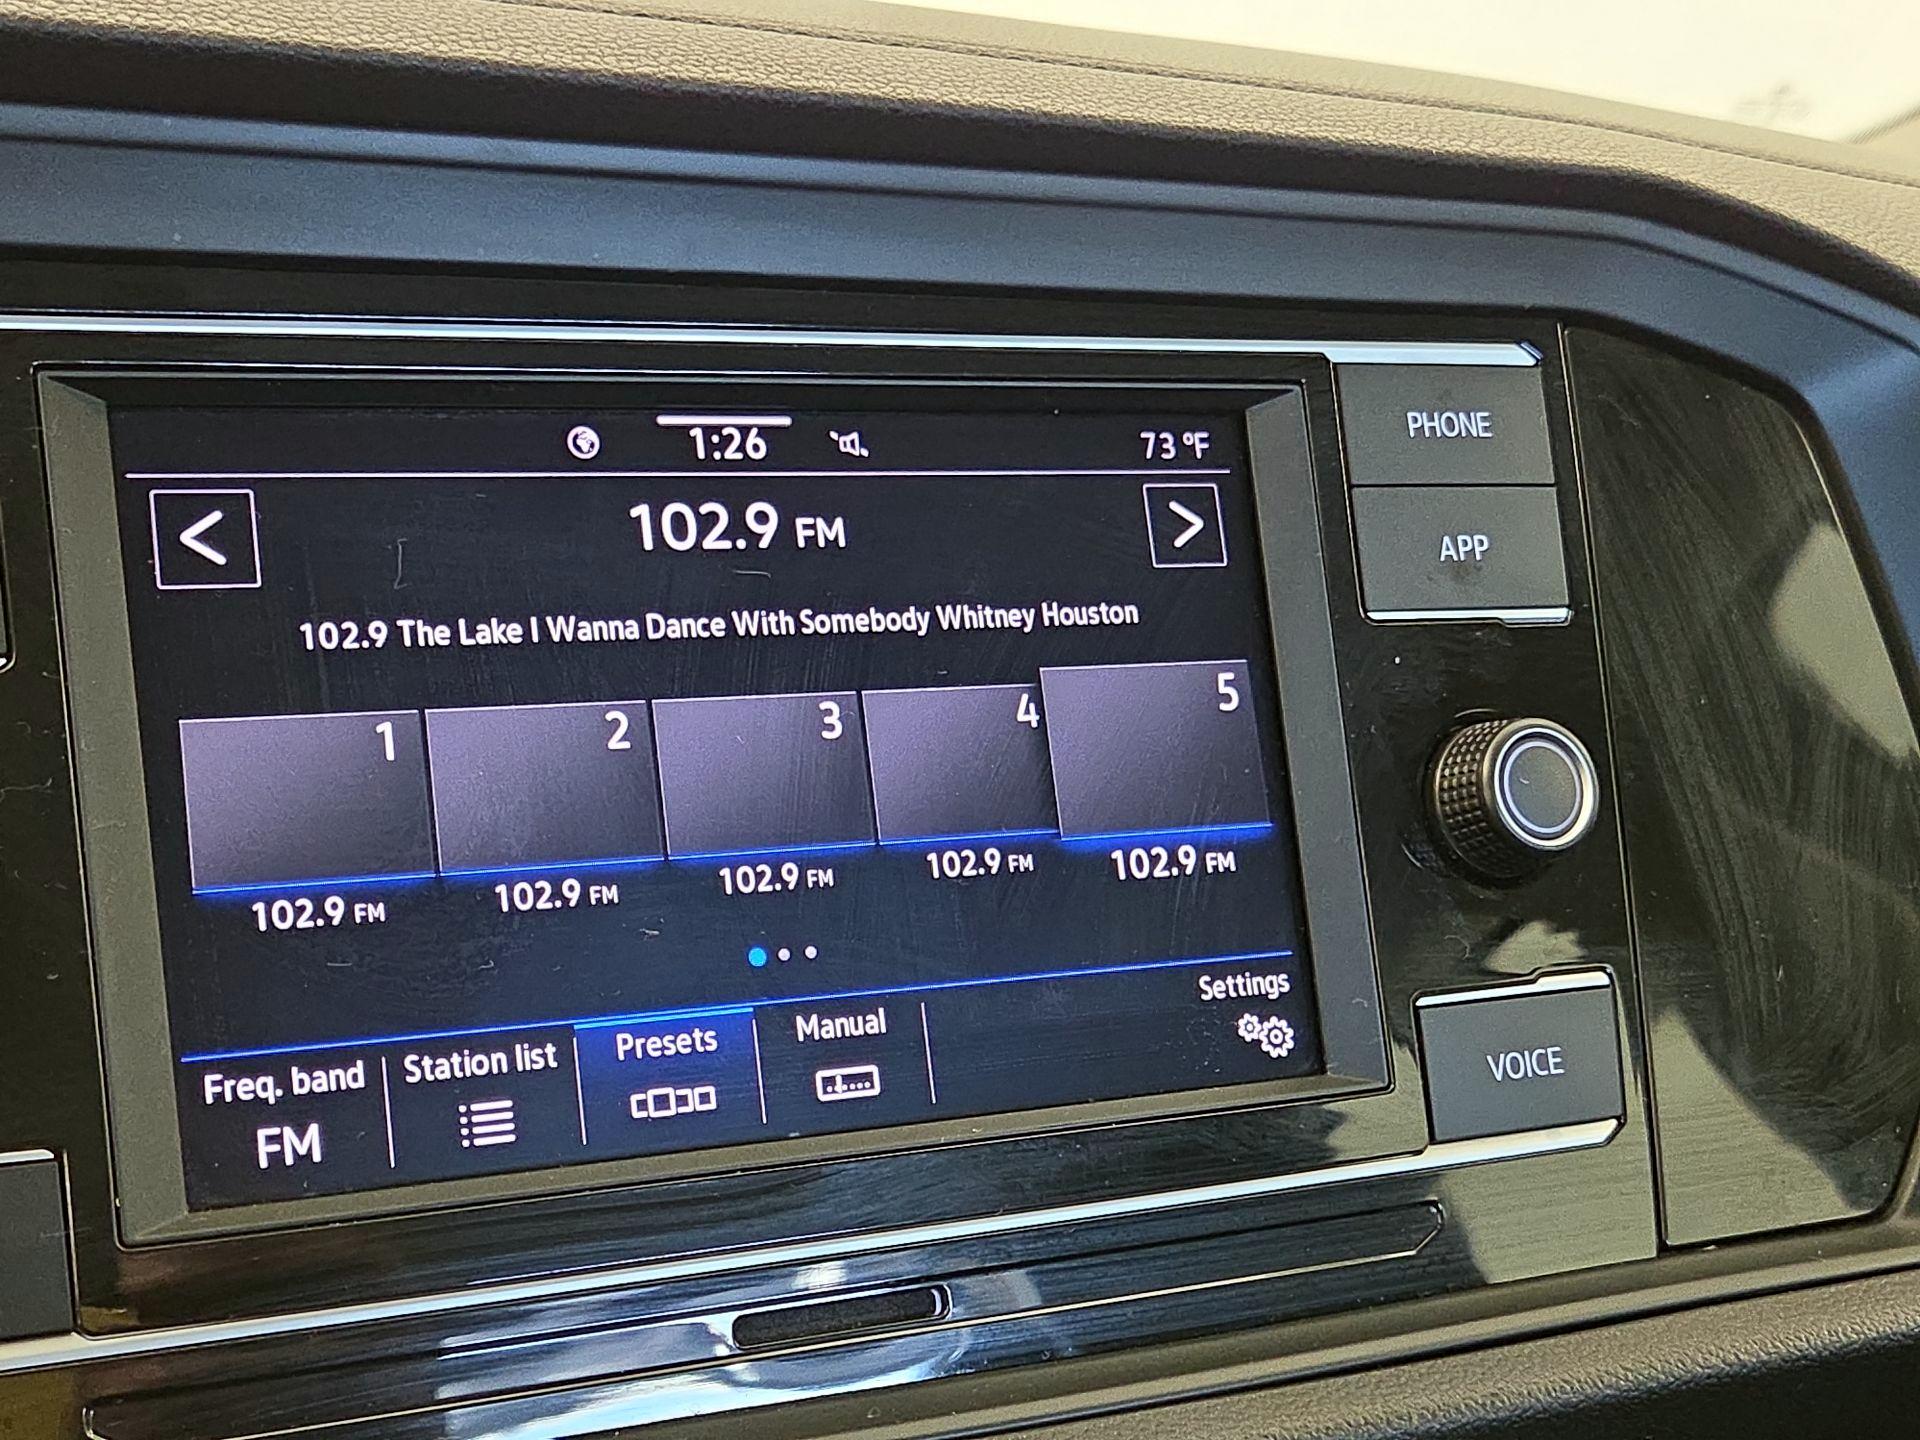 1:26
73 °F
PHONE
APP
< 102.9 FM >
102.9 The Lake I Wanna Dance With Somebody Whitney Houston
1 2 3 4 5
102.9 FM 102.9 FM 102.9 FM 102.9 FM 102.9 FM
Freq. band Station list Presets Manual Settings
FM
VOICE